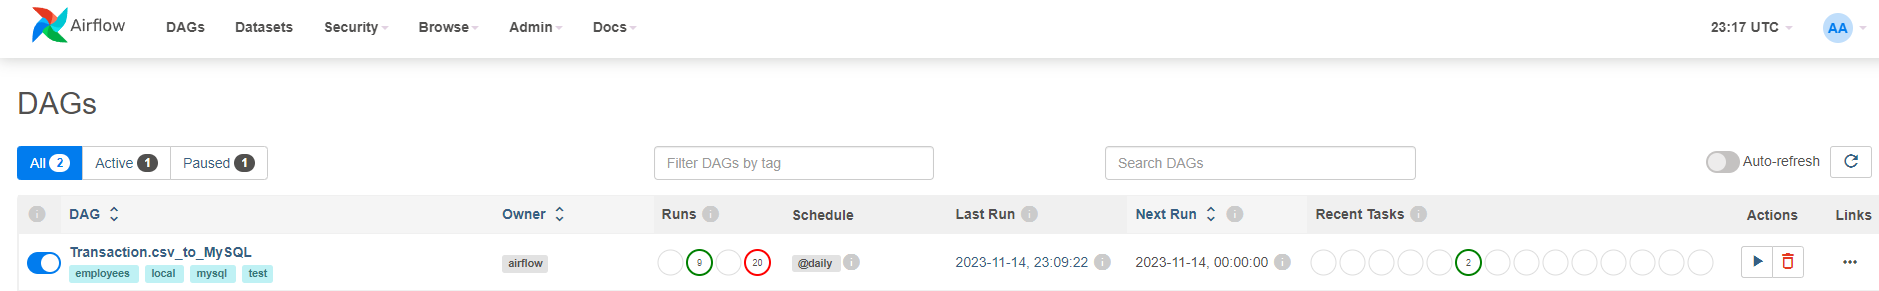 Airflow DAGs Datasets Security Browse Admin Docs 23:17 UTC AA
DAGs
All 2 Active 1 Paused 1 Filter DAGs by tag Search DAGs Auto-refresh
i DAG Owner Runs i Schedule Last Run i Next Run i Recent Tasks i Actions Links
Transaction.csv_to_MySQL
airflow 9 20 @daily i 2023-11-14, 23:09:22 i 2023-11-14, 00:00:00 i 2
employees local mysql test